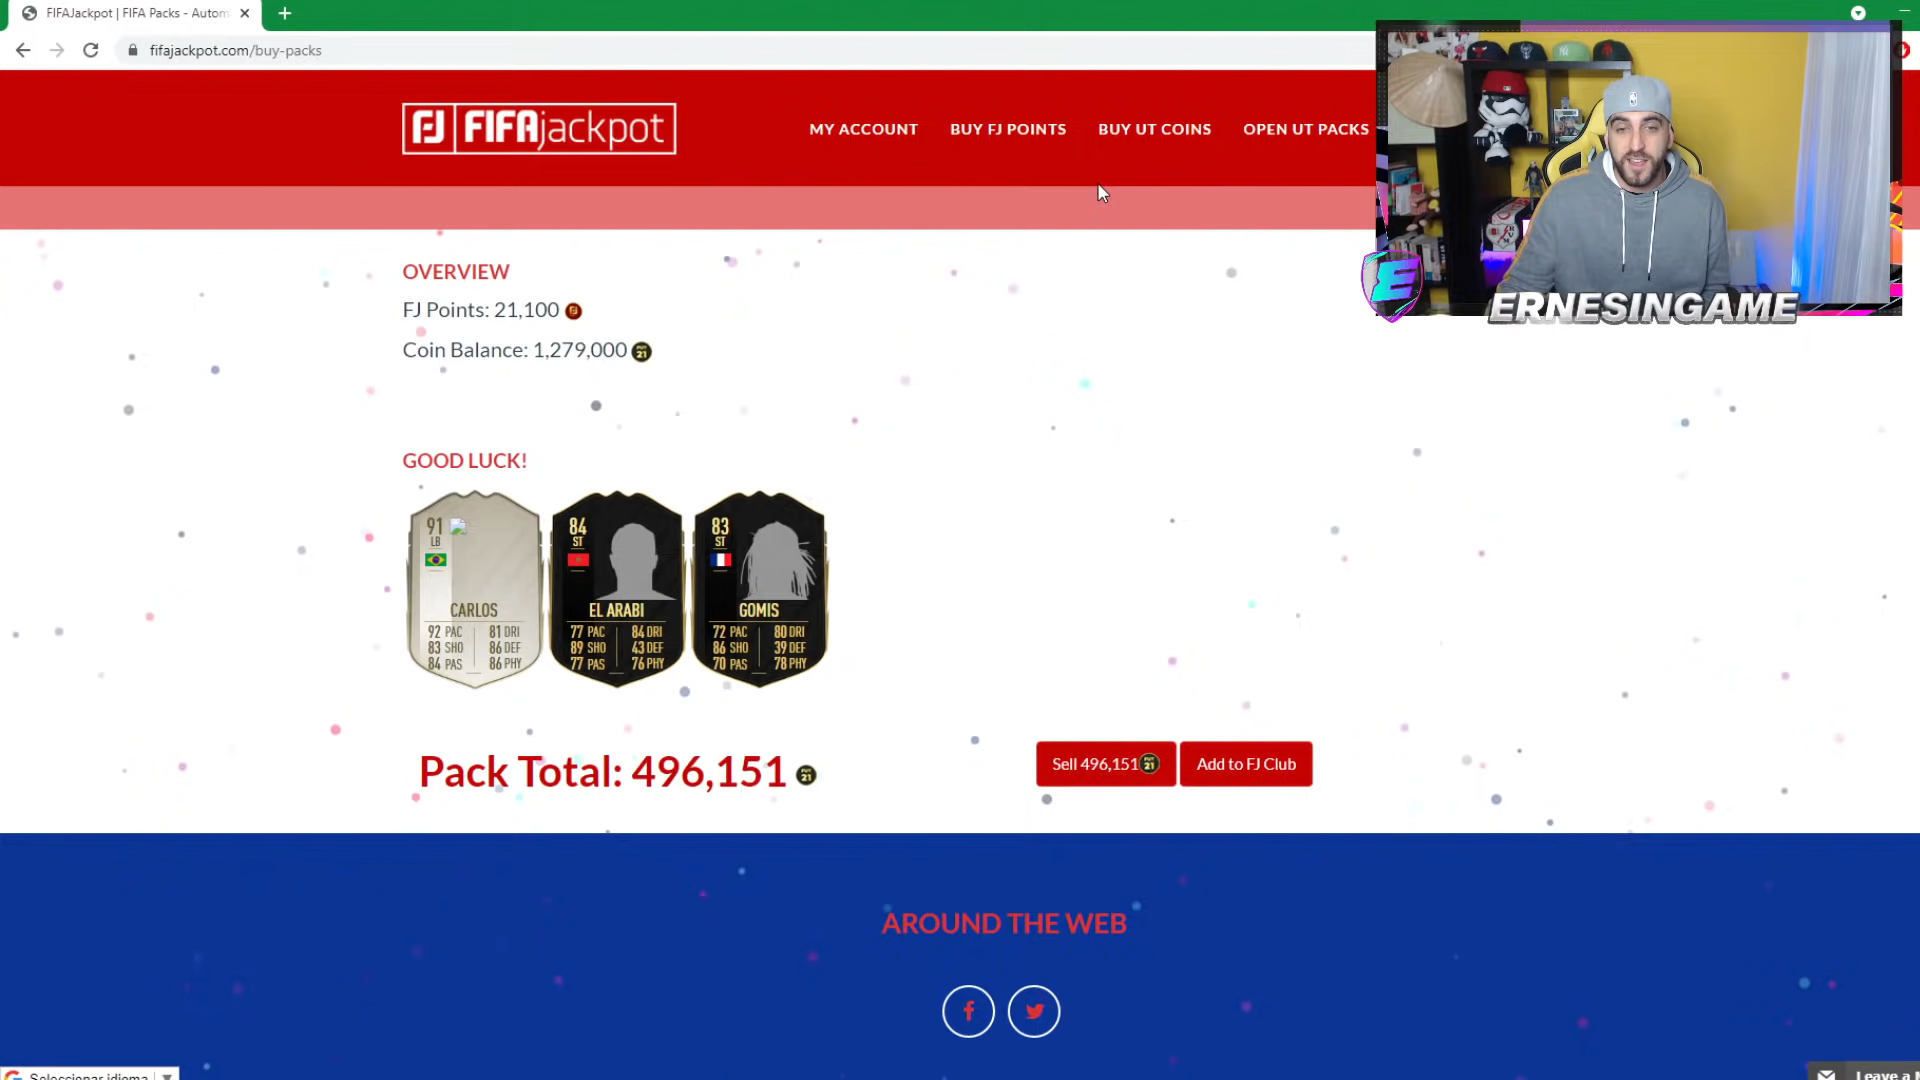 FIFAJackpot | FIFA Packs - Autom
fifajackpot.com/buy-packs
FJ FIFAjackpot
MY ACCOUNT BUY FJ POINTS BUY UT COINS OPEN UT PACKS
E
ERNESINGAME
OVERVIEW
FJ Points: 21,100
Coin Balance: 1,279,000
GOOD LUCK!
91
LB
CARLOS
92 PAC 81 DRI
83 SHO 86 DEF
84 PAS 86 PHY
84
ST
EL ARABI
77 PAC 84 DRI
89 SHO 43 DEF
77 PAS 76 PHY
83
ST
GOMIS
72 PAC 80 DRI
86 SHO 39 DEF
70 PAS 78 PHY
Pack Total: 496,151
Sell 496,151
Add to FJ Club
AROUND THE WEB
Seleccionar idioma
Leave a